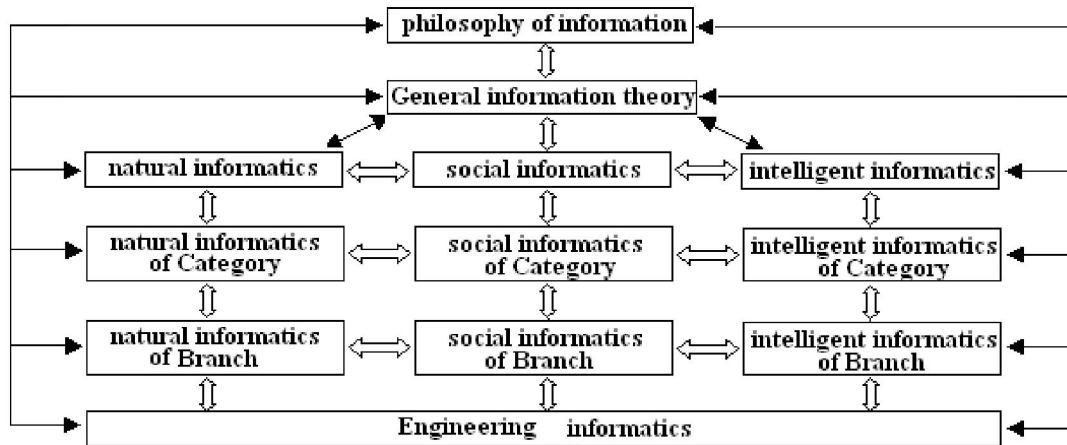 philosophy of information
General information theory
natural informatics
social informatics
intelligent informatics
natural informatics
of Category
social informatics
of Category
intelligent informatics
of Category
natural informatics
of Branch
social informatics
of Branch
intelligent informatics
of Branch
Engineering informatics